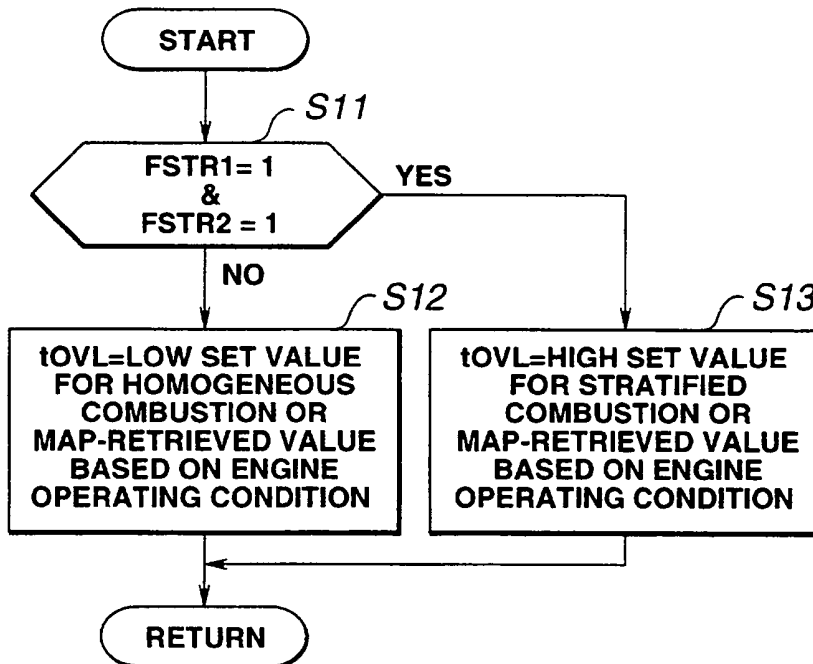 START
S11
FSTR1= 1
&
FSTR2 = 1
YES
NO
S12
tOVL=LOW SET VALUE
FOR HOMOGENEOUS
COMBUSTION OR
MAP-RETRIEVED VALUE
BASED ON ENGINE
OPERATING CONDITION
S13
tOVL=HIGH SET VALUE
FOR STRATIFIED
COMBUSTION OR
MAP-RETRIEVED VALUE
BASED ON ENGINE
OPERATING CONDITION
RETURN